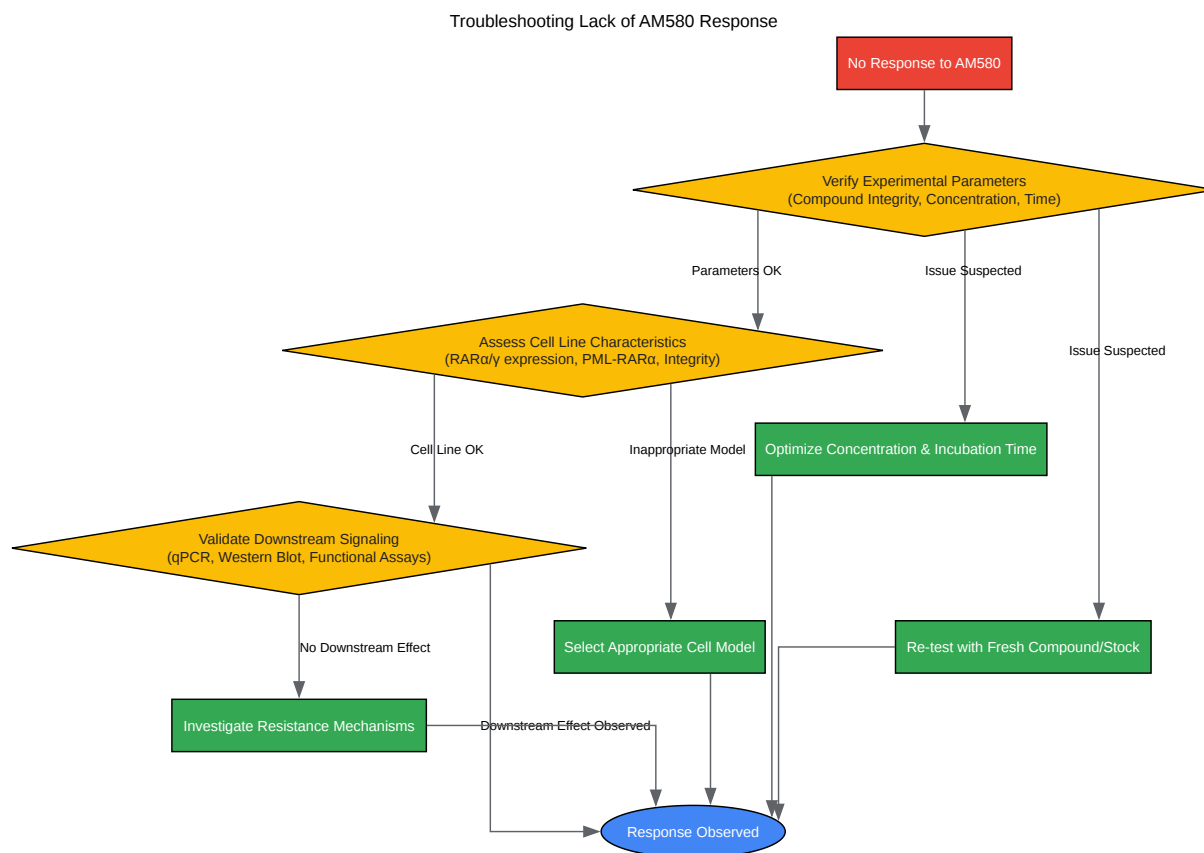 Troubleshooting Lack of AM580 Response
No Response to AM580
Verify Experimental Parameters
(Compound Integrity, Concentration, Time)
Parameters OK
Issue Suspected
Issue Suspected
Assess Cell Line Characteristics
(RARα/γ expression, PML-RARα, Integrity)
Cell Line OK
Inappropriate Model
Optimize Concentration & Incubation Time
Validate Downstream Signaling
(qPCR, Western Blot, Functional Assays)
No Downstream Effect
Select Appropriate Cell Model
Re-test with Fresh Compound/Stock
Investigate Resistance Mechanisms
Downstream Effect Observed
Response Observed